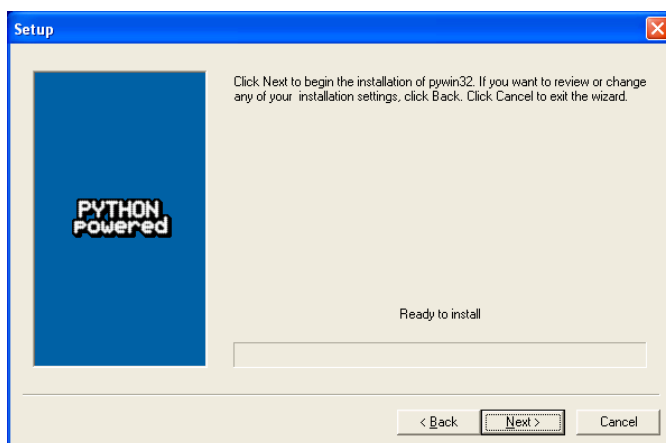 Setup
Click Next to begin the installation of pywin32. If you want to review or change
any of your installation settings, click Back. Click Cancel to exit the wizard.
PYTHON
Powered
Ready to install
< Back
Next >
Cancel